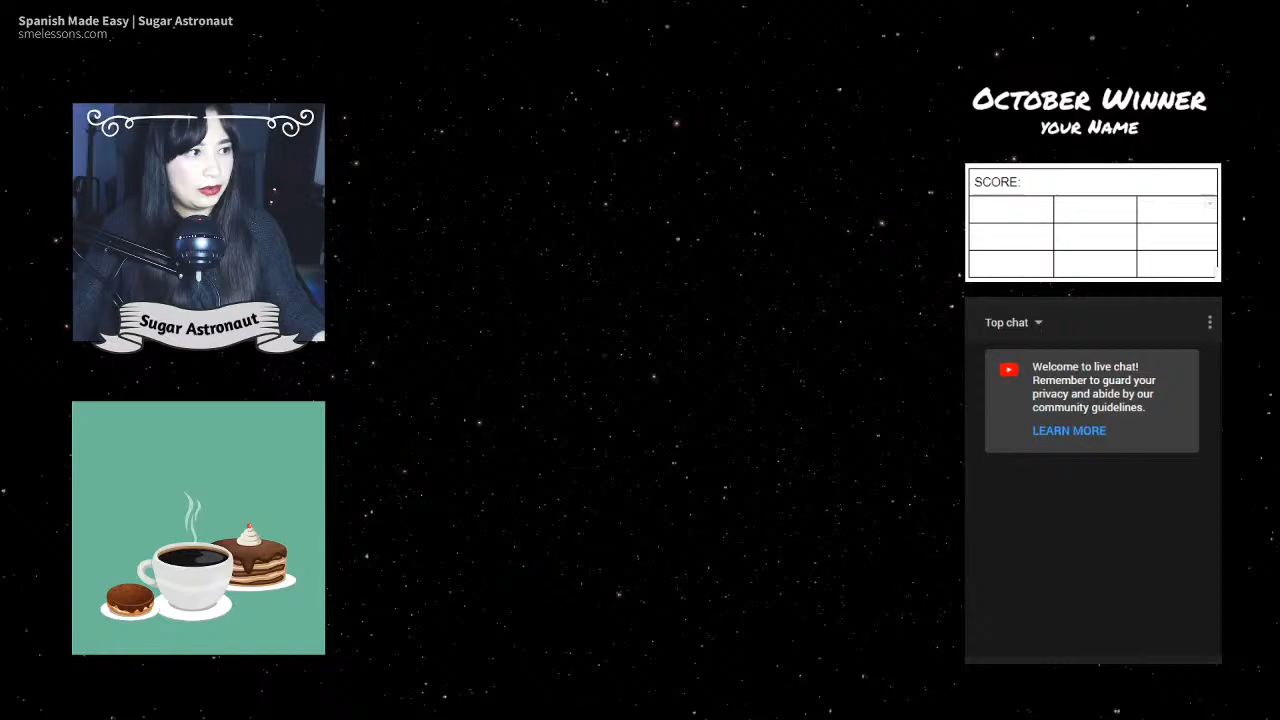 Spanish Made Easy | Sugar Astronaut
smelessons.com
Sugar Astronaut
October Winner
your Name
SCORE:
Top chat
Welcome to live chat!
Remember to guard your
privacy and abide by our
community guidelines.
LEARN MORE